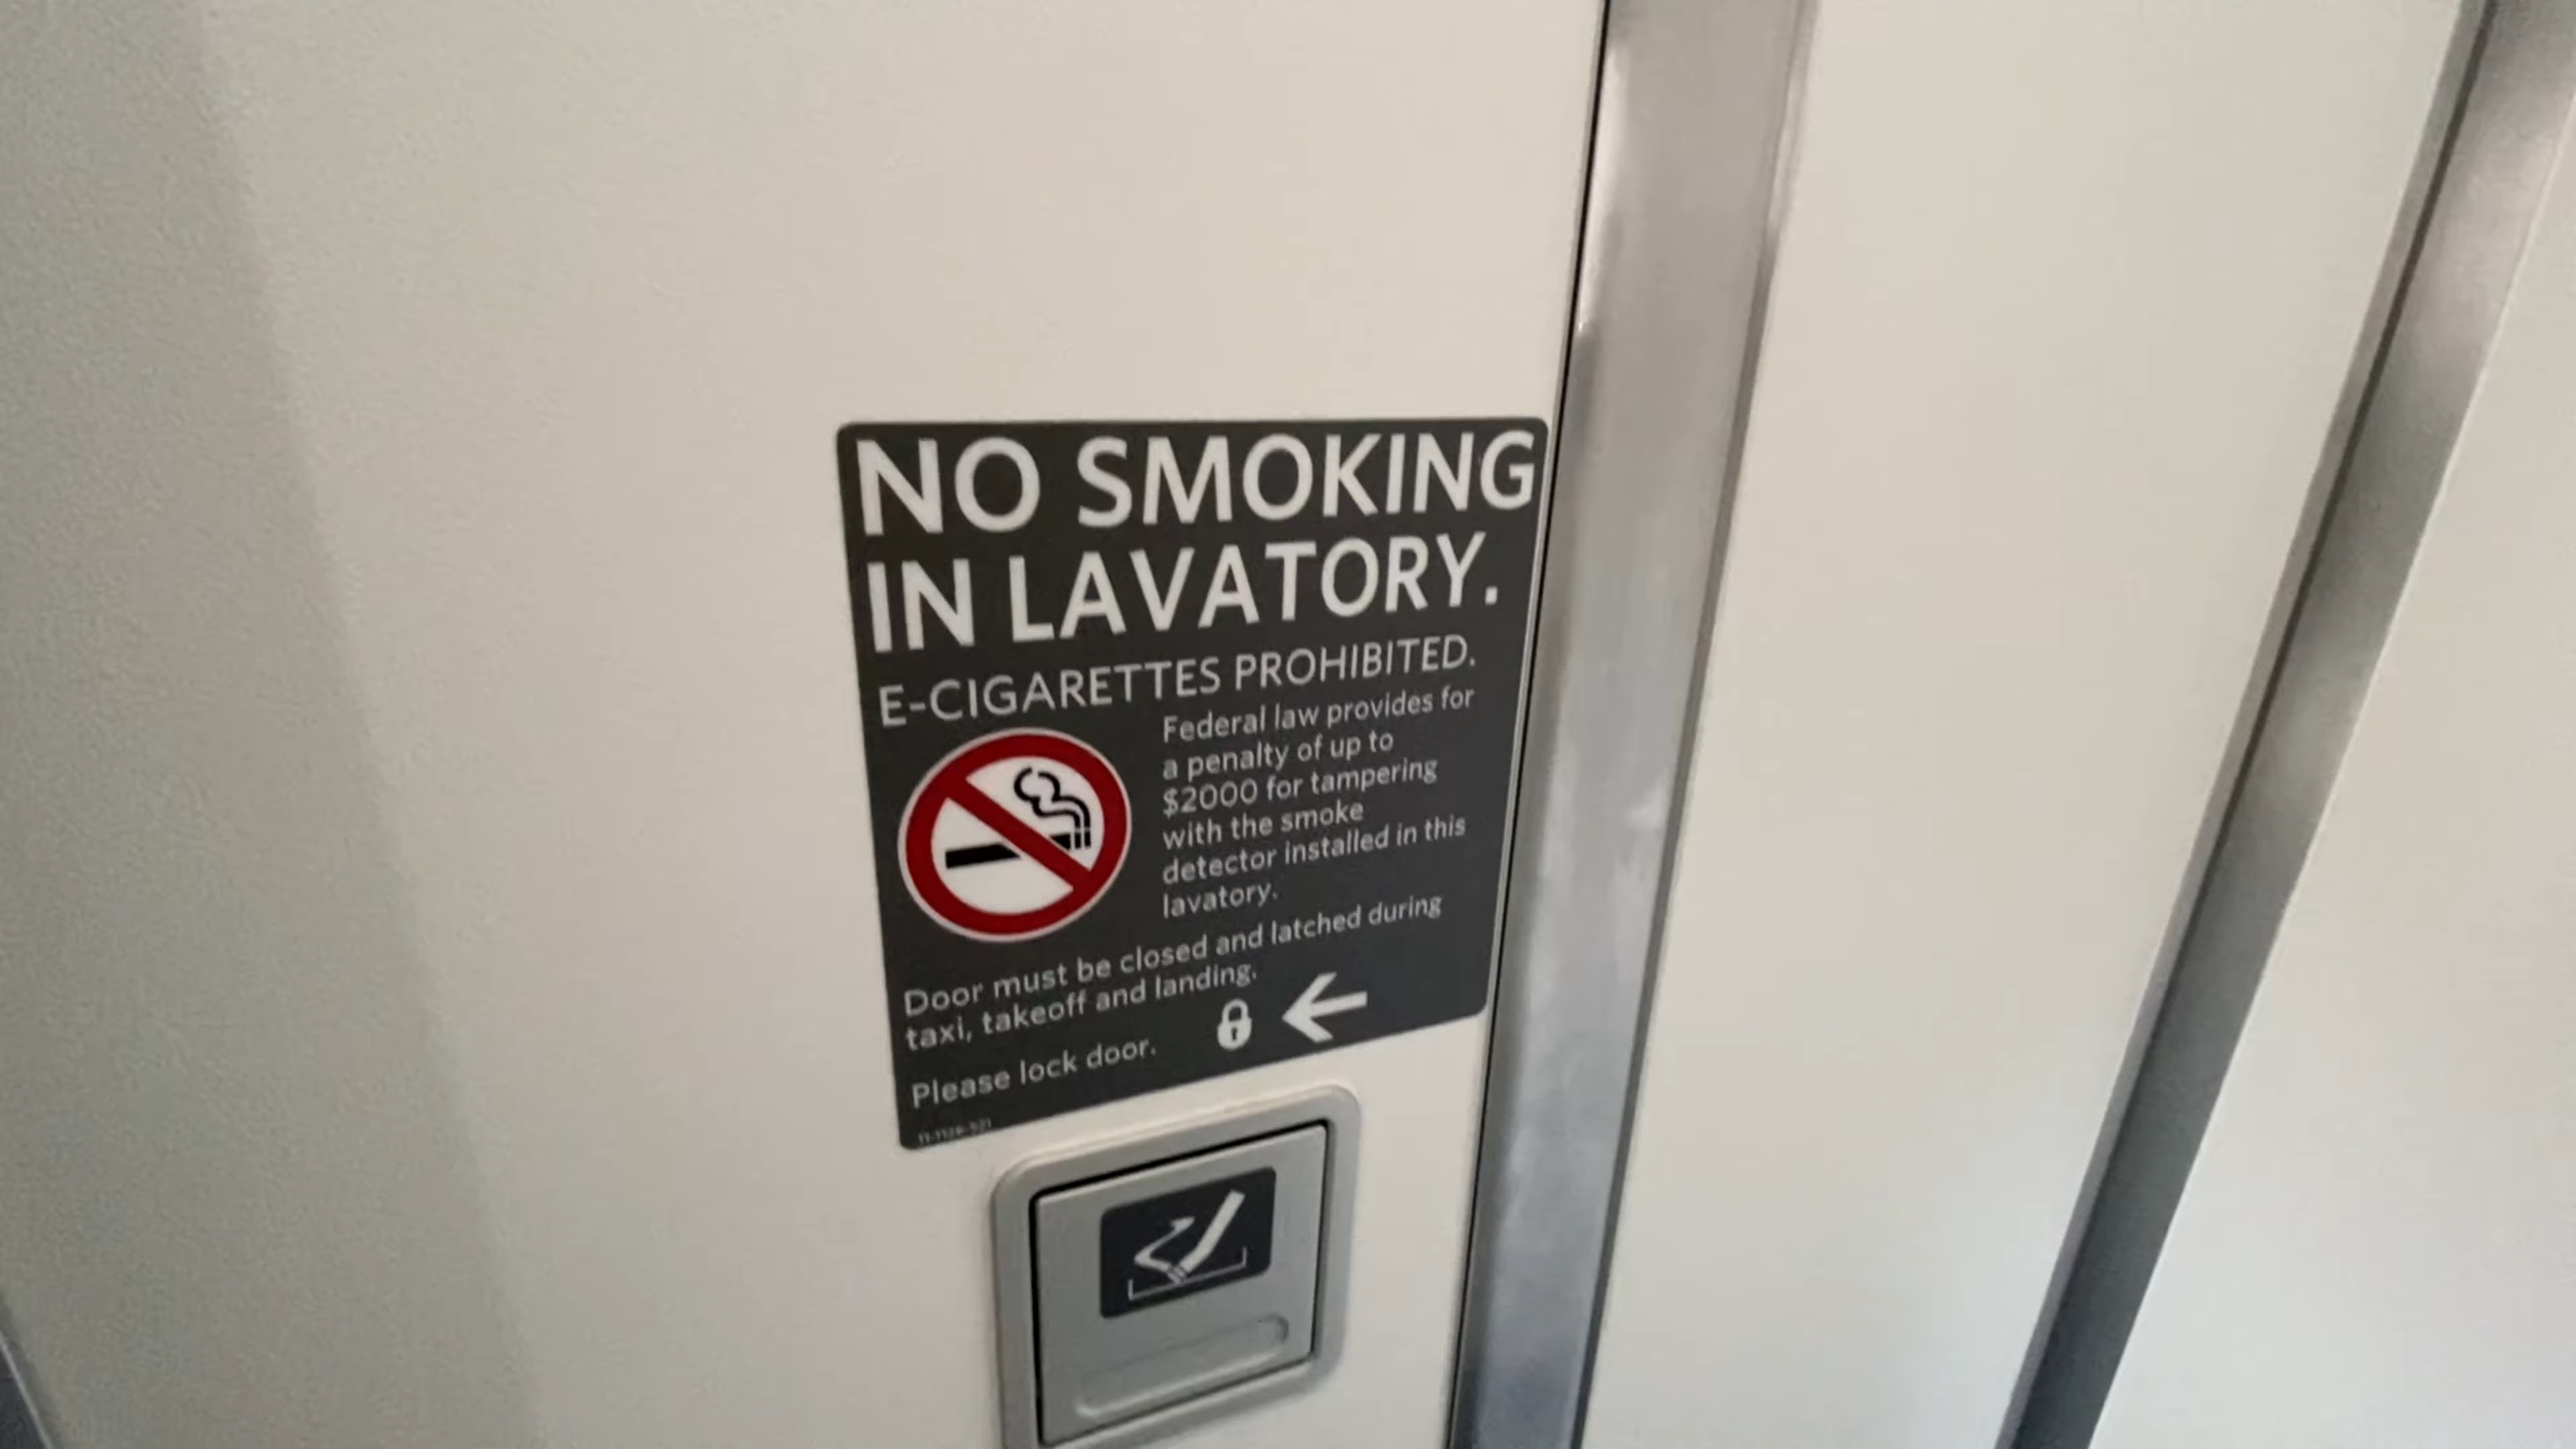 NO SMOKING
IN LAVATORY.
E-CIGARETTES PROHIBITED.
Federal law provides for
a penalty of up to
$2000 for tampering
with the smoke
detector installed in this
lavatory.
Door must be closed and latched during
taxi, takeoff and landing.
Please lock door.